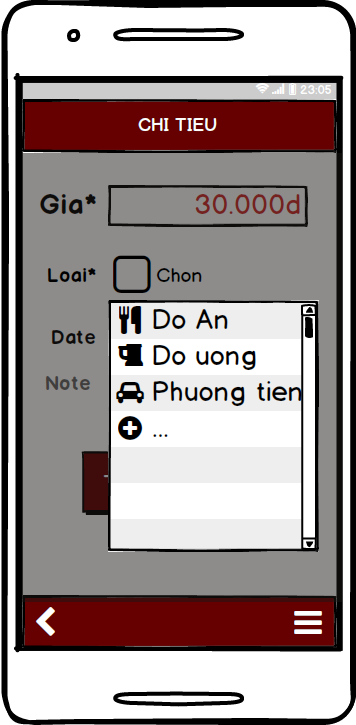 23:05
CHI TIEU
Gia* 30.000d
Loai* Chon
Date
Note
Do An
Do uong
Phuong tien
...